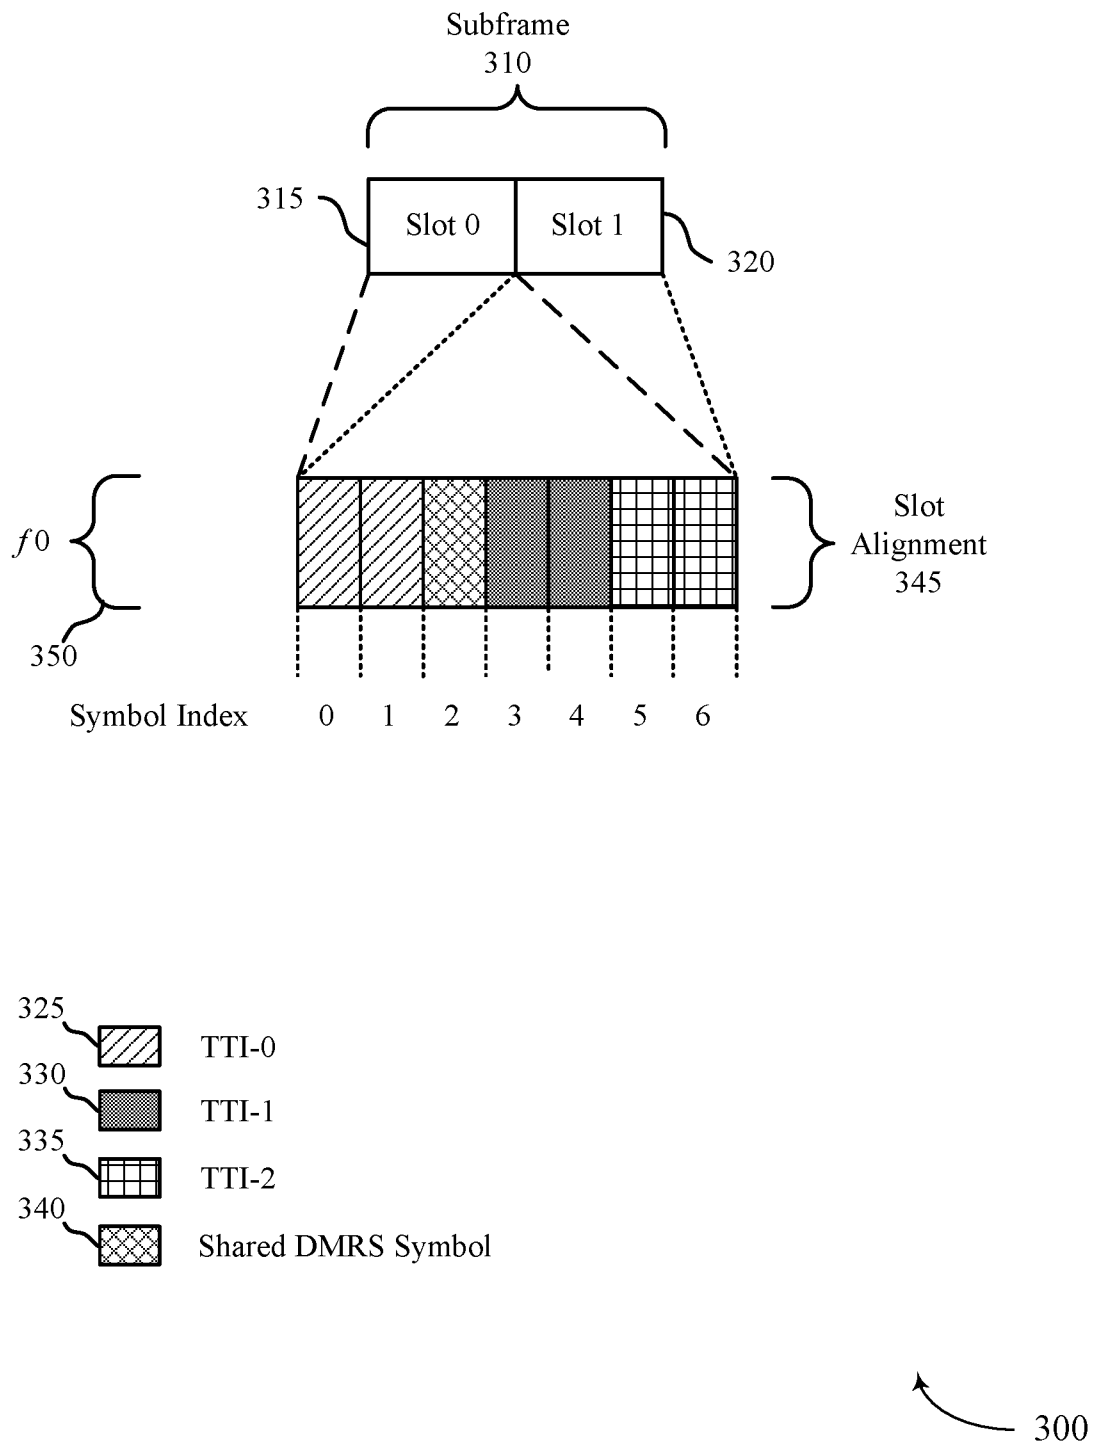 Subframe
310
315
Slot 0
Slot 1
320
f0
350
Slot
Alignment
345
Symbol Index 0 1 2 3 4 5 6
325
TTI-0
330
TTI-1
335
TTI-2
340
Shared DMRS Symbol
300